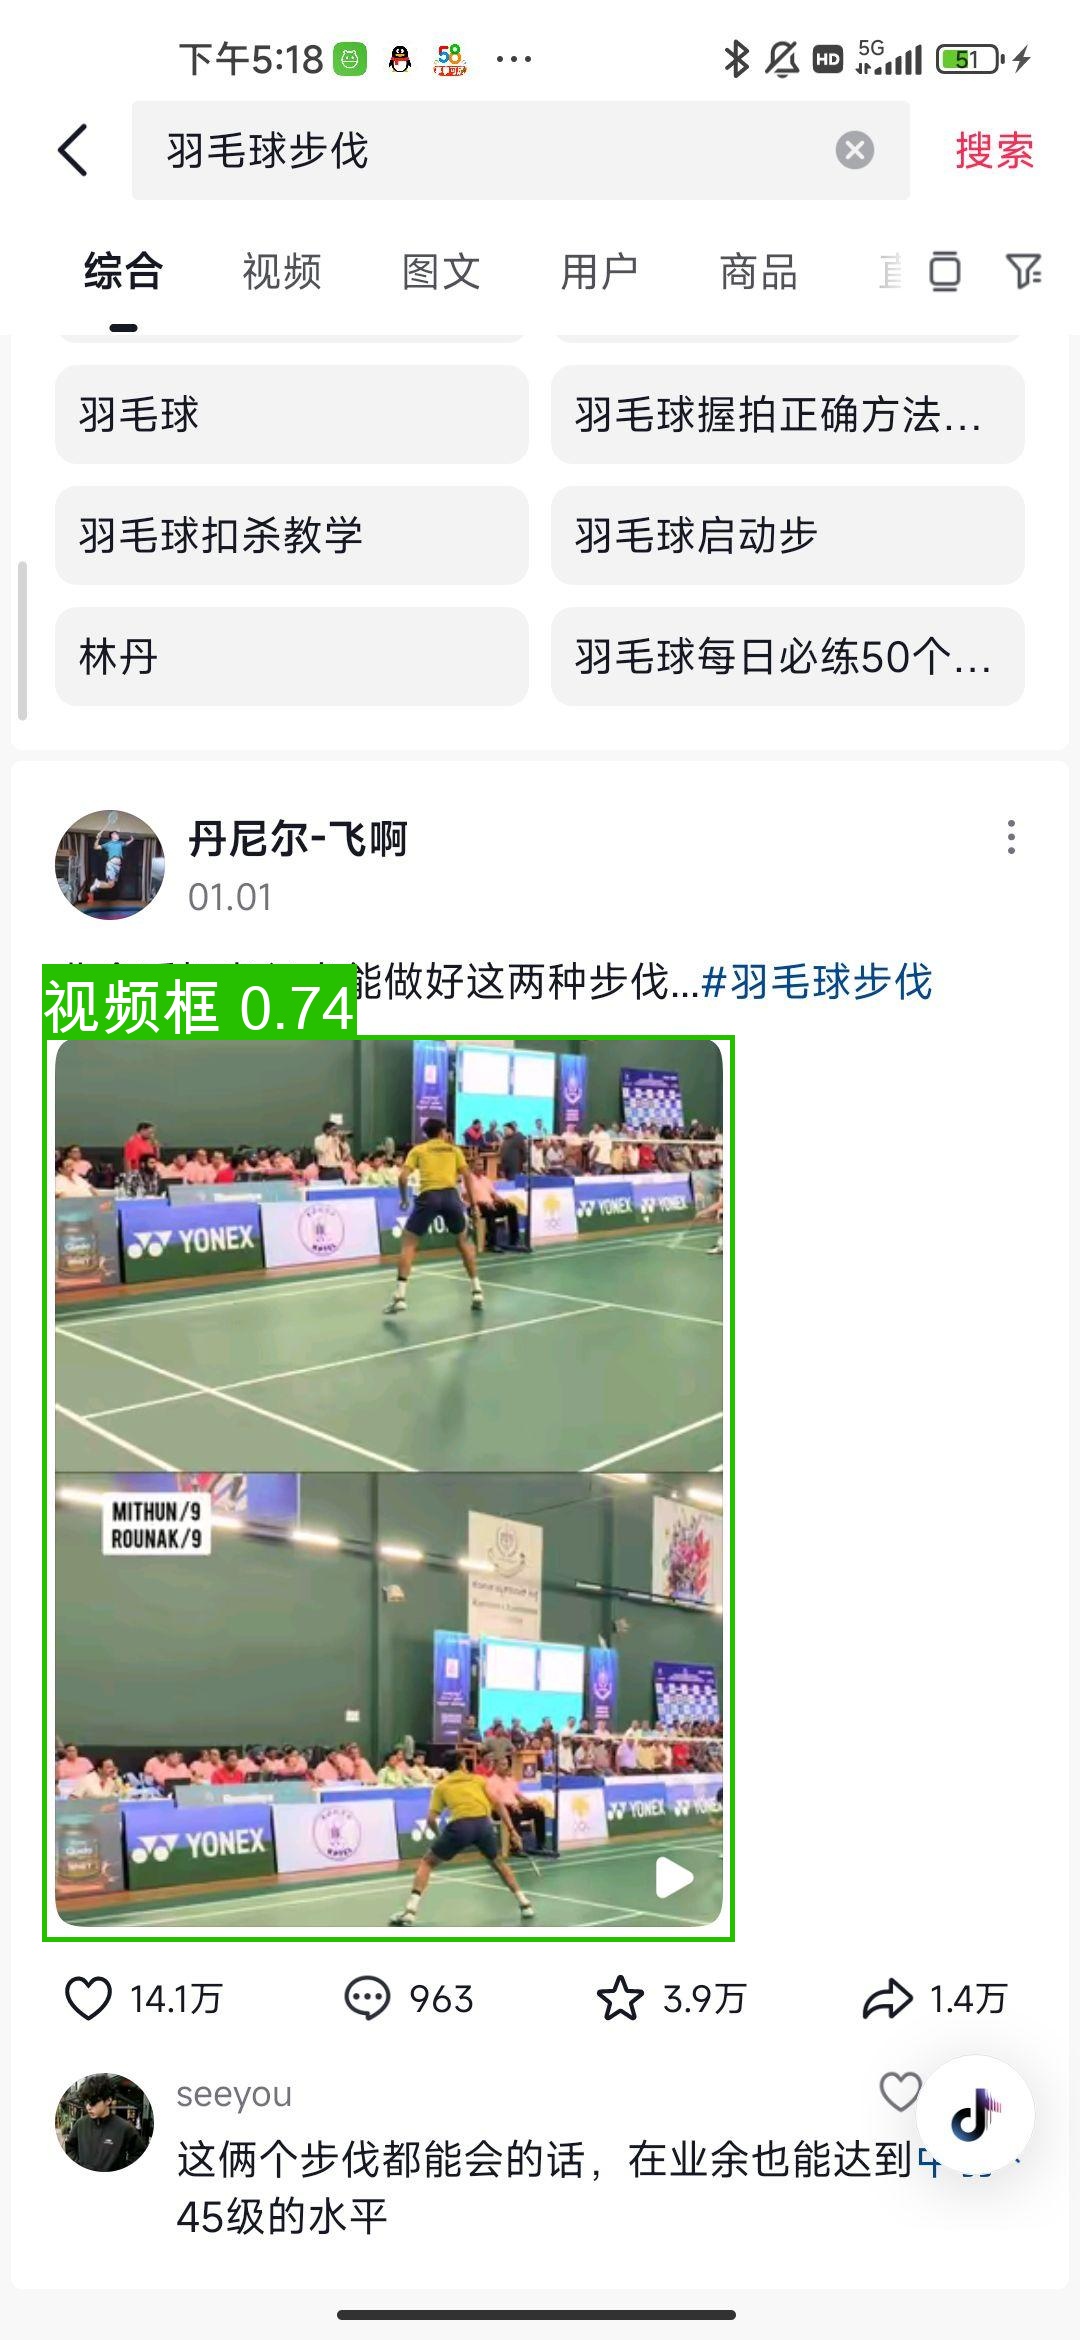 下午5:18
58
HD
5G
51
羽毛球步伐
搜索
综合
视频
图文
用户
商品
羽毛球
羽毛球握拍正确方法...
羽毛球扣杀教学
羽毛球启动步
林丹
羽毛球每日必练50个...
丹尼尔-飞啊
01.01
能做好这两种步伐...#羽毛球步伐
视频框 0.74
YONEX
YONEX
YONEX
MITHUN/9
ROUNAK/9
YONEX
YONEX
14.1万
963
3.9万
1.4万
seeyou
这俩个步伐都能会的话，在业余也能达到
45级的水平